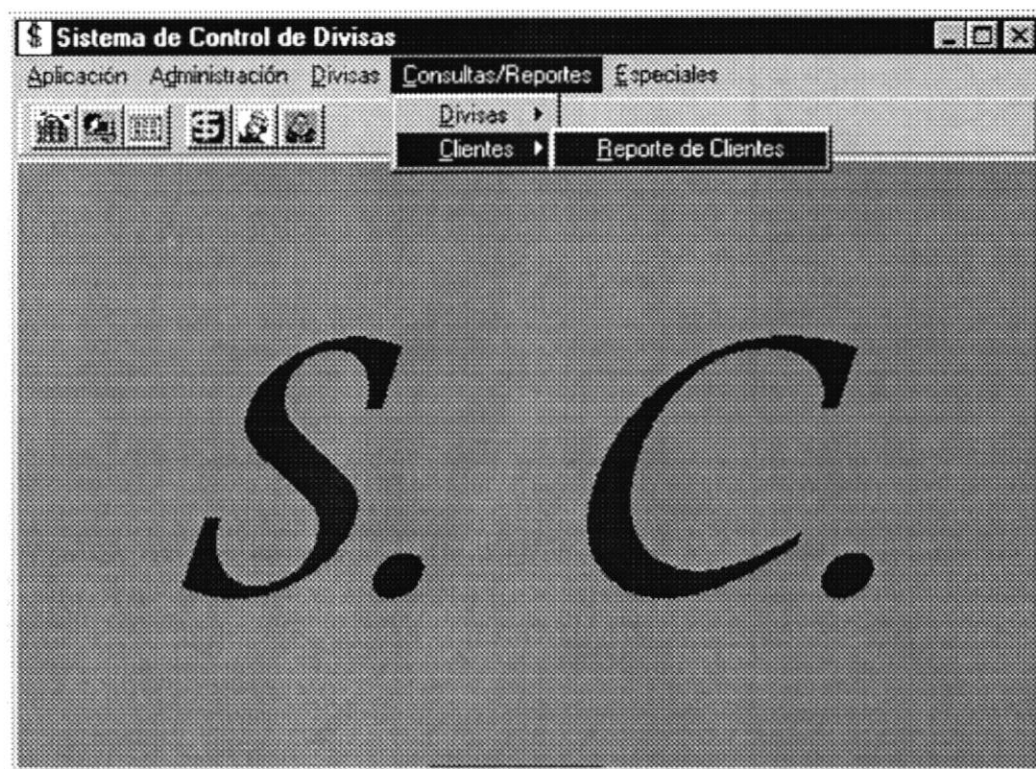 $ Sistema de Control de Divisas
Aplicación Administración Divisas Consultas/Reportes Especiales
Divisas
Clientes Reporte de Clientes
S. C.